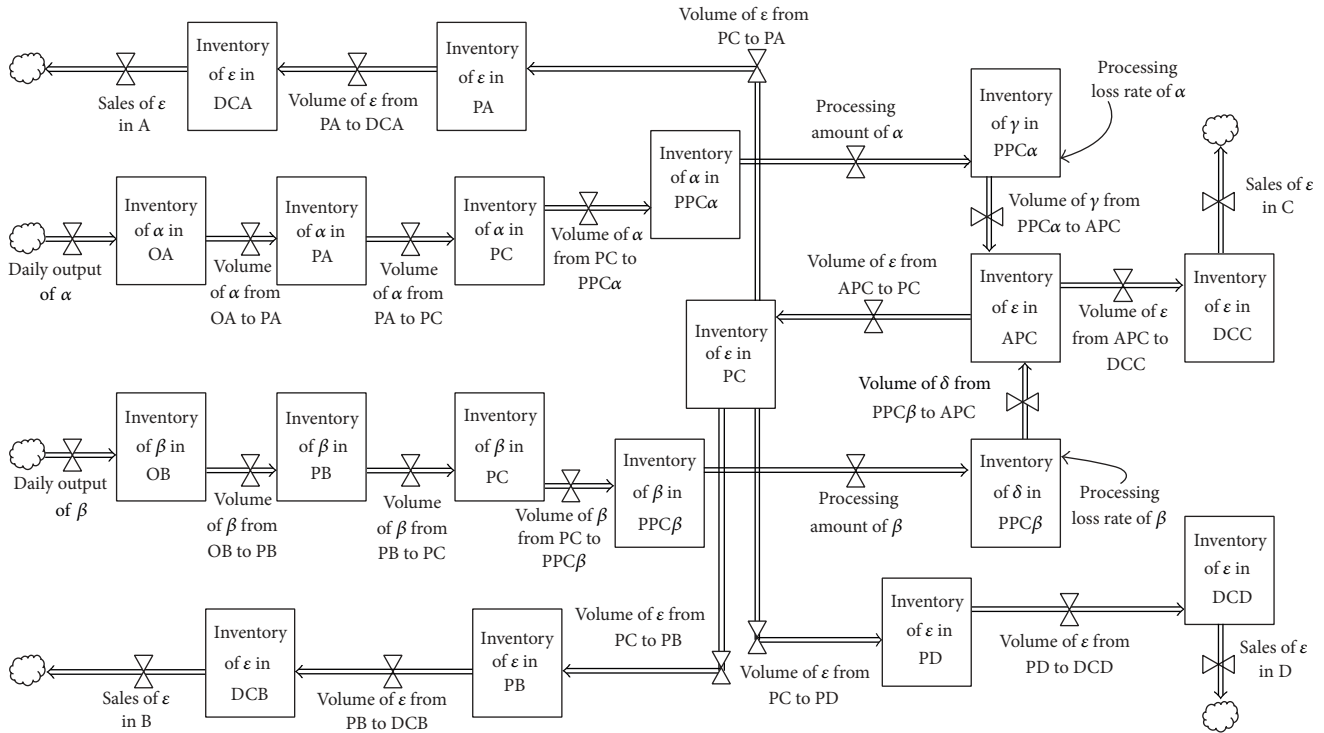 Volume of ε from
PC to PA
Inventory
of ε in
DCA
Inventory
of ε in
PA
Sales of ε
in A
Volume of ε from
PA to DCA
Processing
amount of α
Inventory
of γ in
PPCα
Processing
loss rate of α
Inventory
of α in
PPCα
Inventory
of α in
OA
Inventory
of α in
PA
Inventory
of α in
PC
Daily output
of α
Volume
of α from
OA to PA
Volume
of α from
PA to PC
Volume of α
from PC to
PPCα
Volume of γ from
PPCα to APC
Sales of ε
in C
Volume of ε from
APC to PC
Inventory
of ε in
APC
Inventory
of ε in
DCC
Volume of ε
from APC to
DCC
Inventory
of ε in
PC
Volume of δ from
PPCβ to APC
Inventory
of β in
OB
Inventory
of β in
PB
Inventory
of β in
PC
Daily output
of β
Volume
of β from
OB to PB
Volume
of β from
PB to PC
Volume of β
from PC to
PPCβ
Inventory
of β in
PPCβ
Processing
amount of β
Inventory
of δ in
PPCβ
Processing
loss rate of β
Inventory
of ε in
DCD
Inventory
of ε in
DCB
Inventory
of ε in
PB
Volume of ε from
PC to PB
Inventory
of ε in
PD
Sales of ε
in B
Volume of ε from
PB to DCB
Volume of ε from
PC to PD
Volume of ε from
PD to DCD
Sales of ε
in D